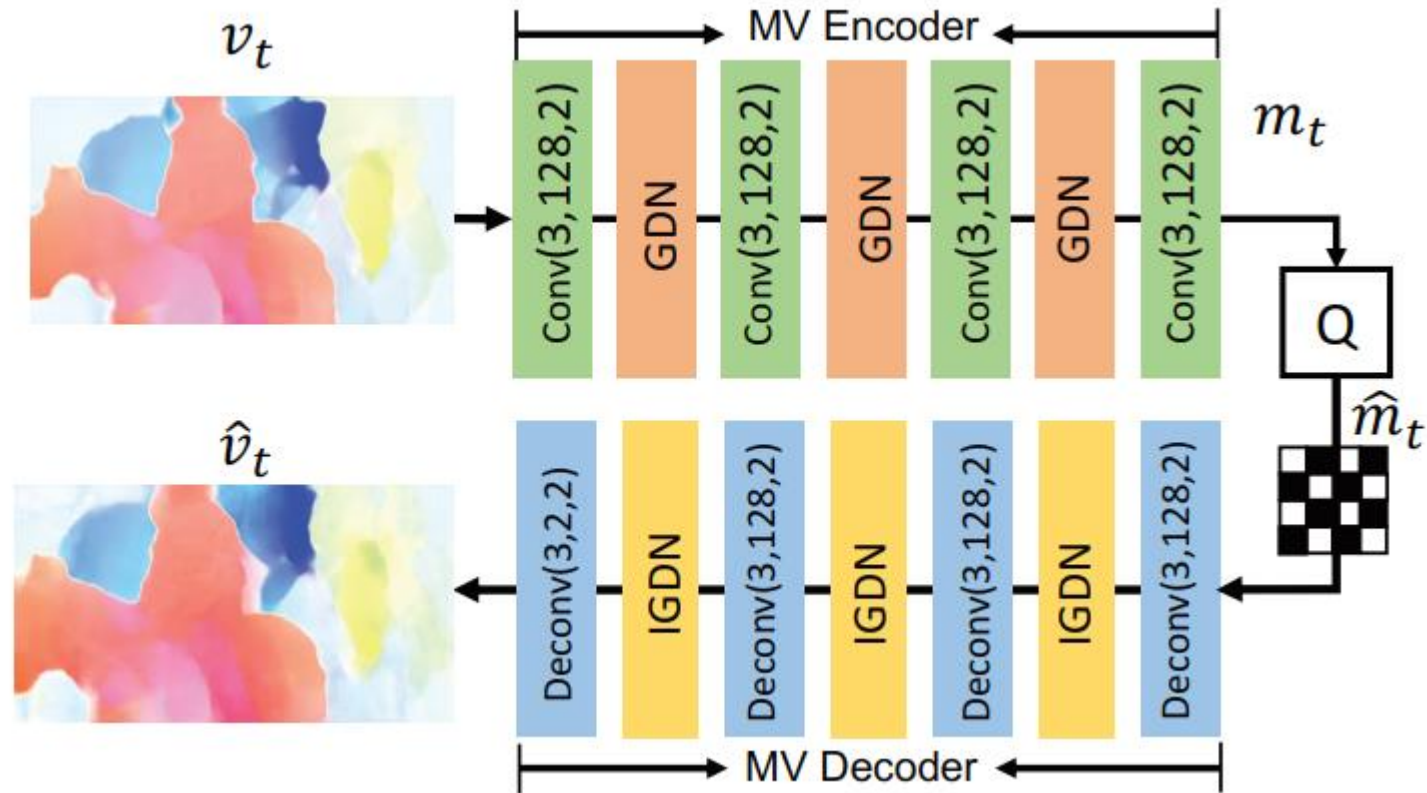 MV Encoder
v_t
Conv(3,128,2)
GDN
Conv(3,128,2)
GDN
Conv(3,128,2)
GDN
Conv(3,128,2)
m_t
Q
m̂_t
v̂_t
Deconv(3,2,2)
IGDN
Deconv(3,128,2)
IGDN
Deconv(3,128,2)
IGDN
Deconv(3,128,2)
MV Decoder